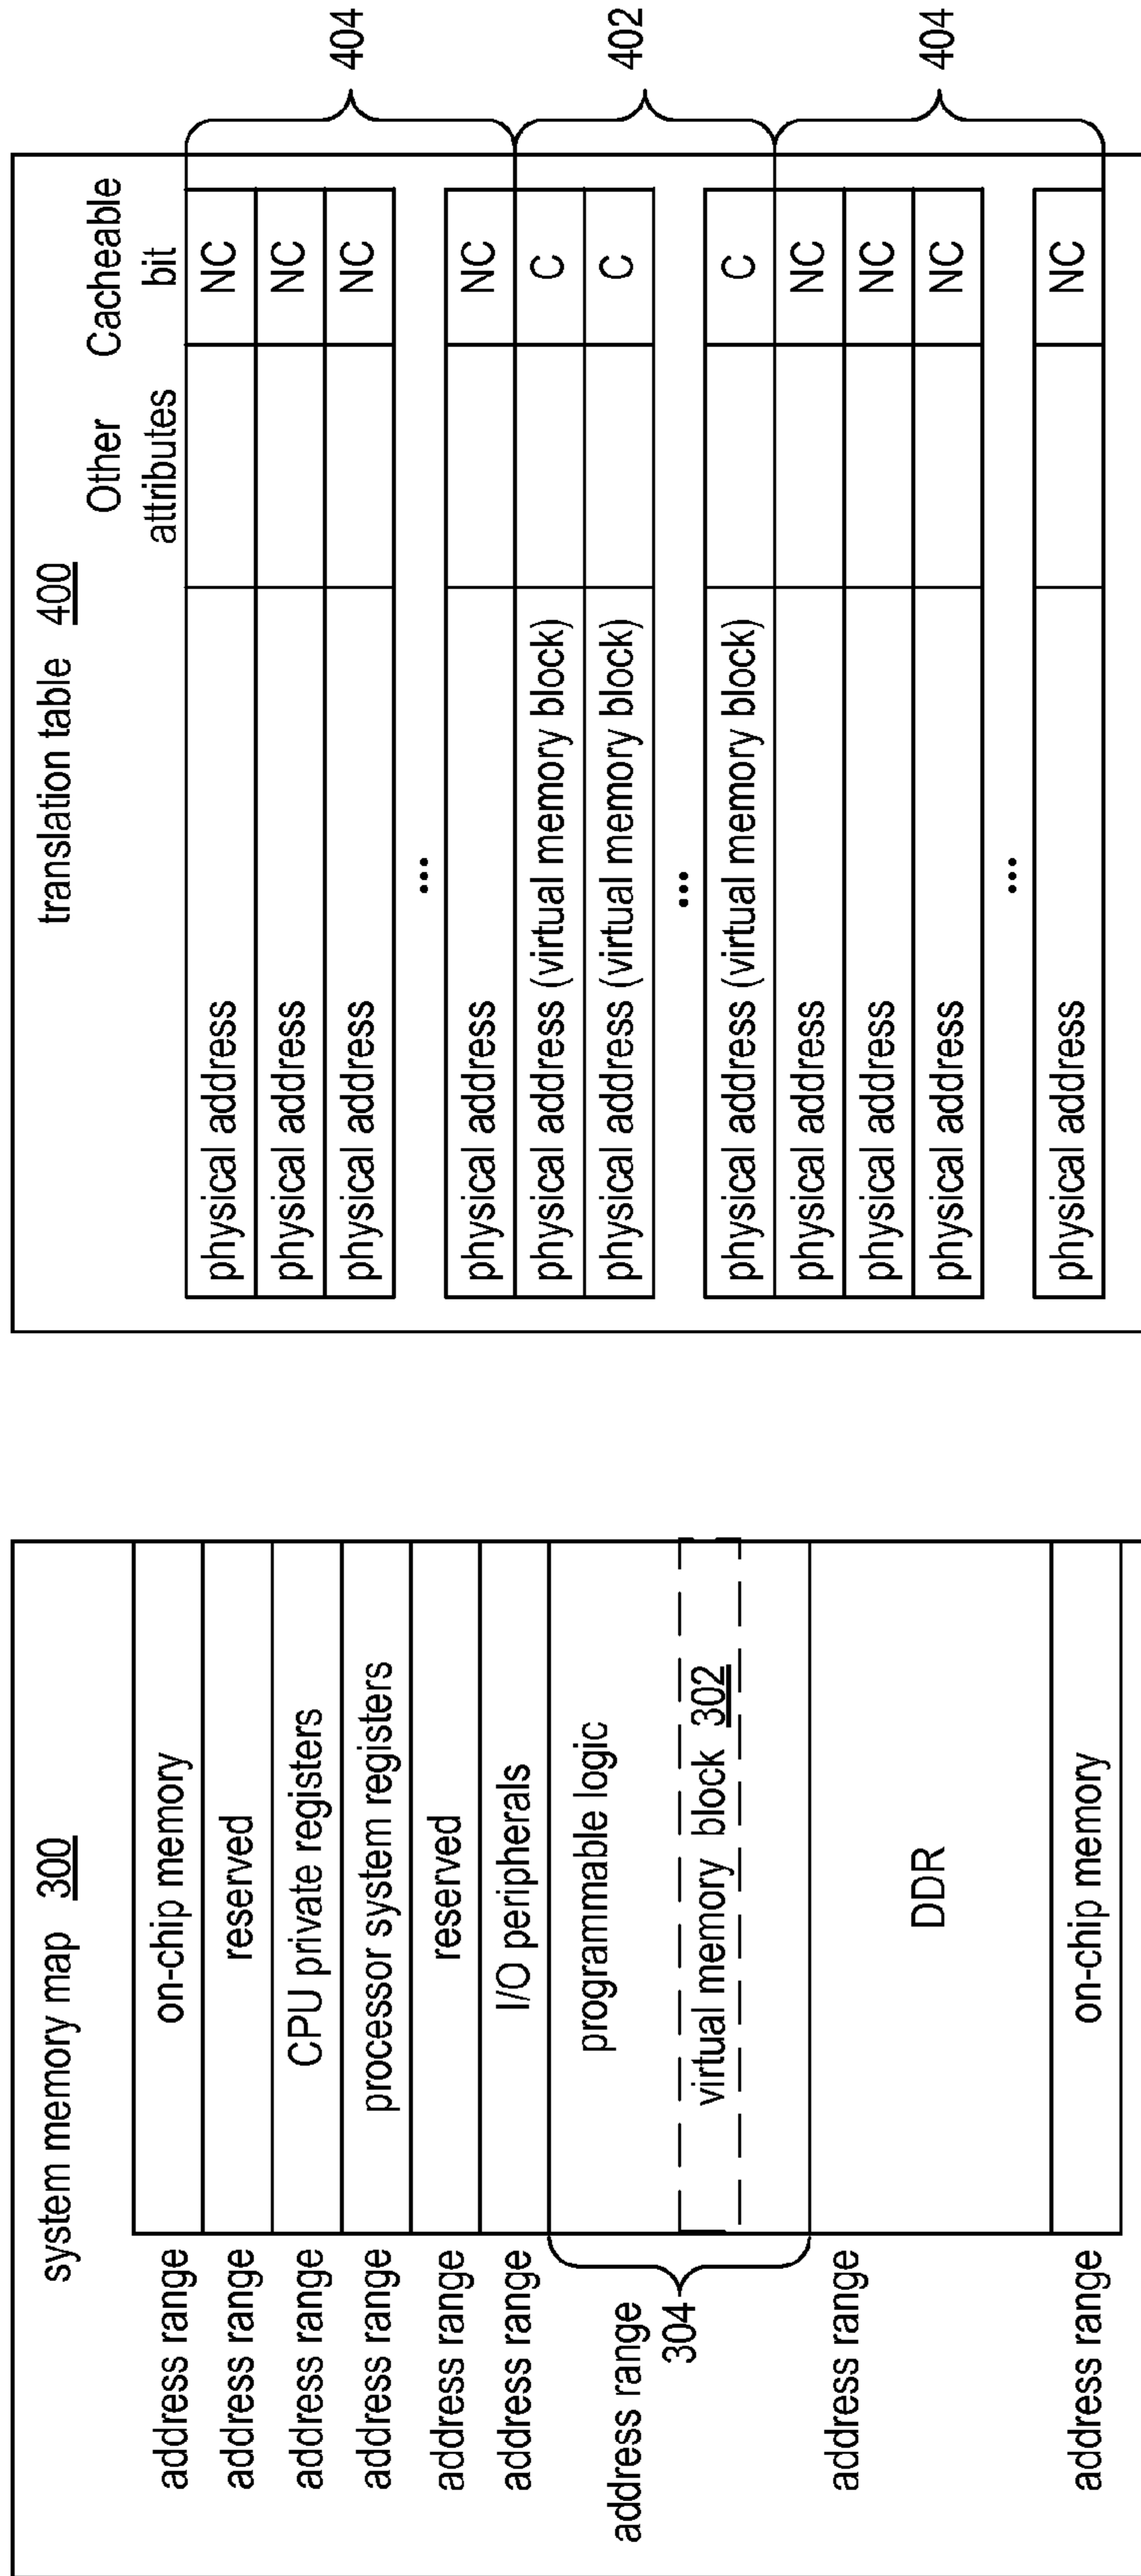 system memory map 300
address range on-chip memory
address range reserved
address range CPU private registers
address range processor system registers
address range reserved
address range I/O peripherals
programmable logic
address range
304
virtual memory block 302
address range DDR
address range on-chip memory
translation table 400
Other Cacheable
attributes bit
physical address NC
physical address NC
physical address NC
404
...
physical address NC
physical address (virtual memory block) C
physical address (virtual memory block) C
402
...
physical address (virtual memory block) C
physical address NC
physical address NC
physical address NC
404
...
physical address NC